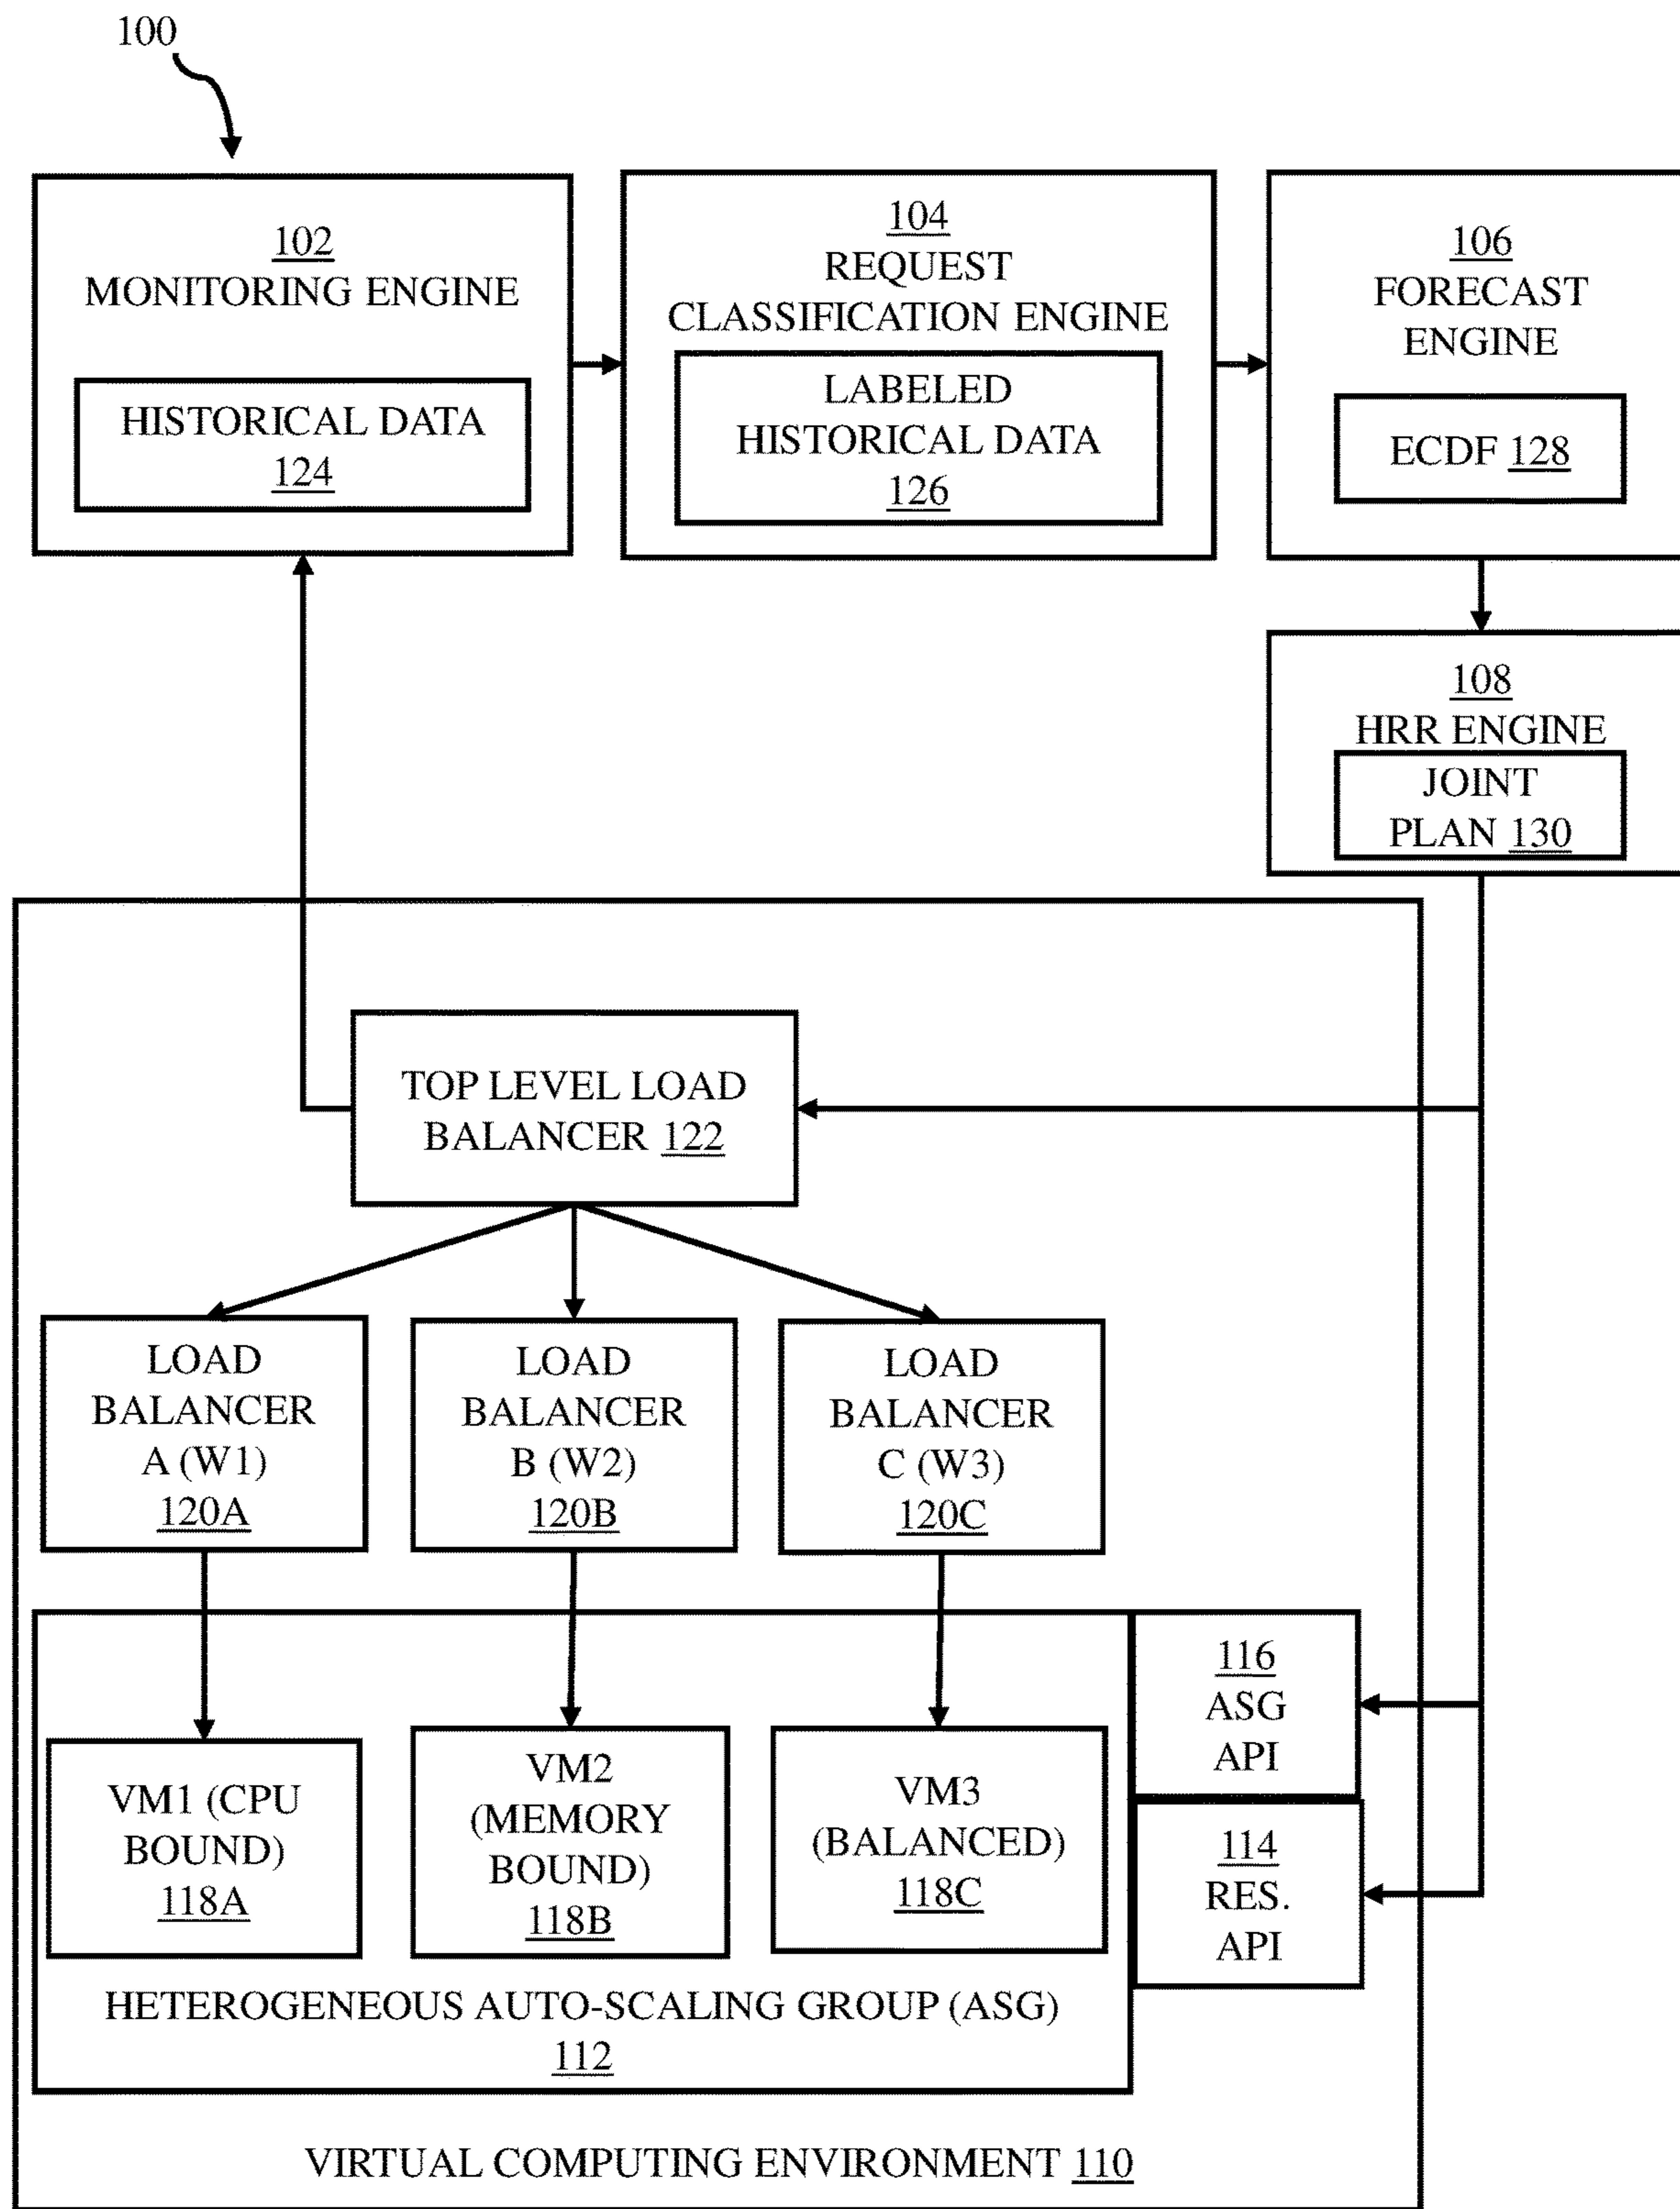 100
102
MONITORING ENGINE
HISTORICAL DATA
124
104
REQUEST
CLASSIFICATION ENGINE
LABELED
HISTORICAL DATA
126
106
FORECAST
ENGINE
ECDF 128
108
HRR ENGINE
JOINT
PLAN 130
TOP LEVEL LOAD
BALANCER 122
LOAD
BALANCER
A (W1)
120A
LOAD
BALANCER
B (W2)
120B
LOAD
BALANCER
C (W3)
120C
VM1 (CPU
BOUND)
118A
VM2
(MEMORY
BOUND)
118B
VM3
(BALANCED)
118C
116
ASG
API
114
RES.
API
HETEROGENEOUS AUTO-SCALING GROUP (ASG)
112
VIRTUAL COMPUTING ENVIRONMENT 110